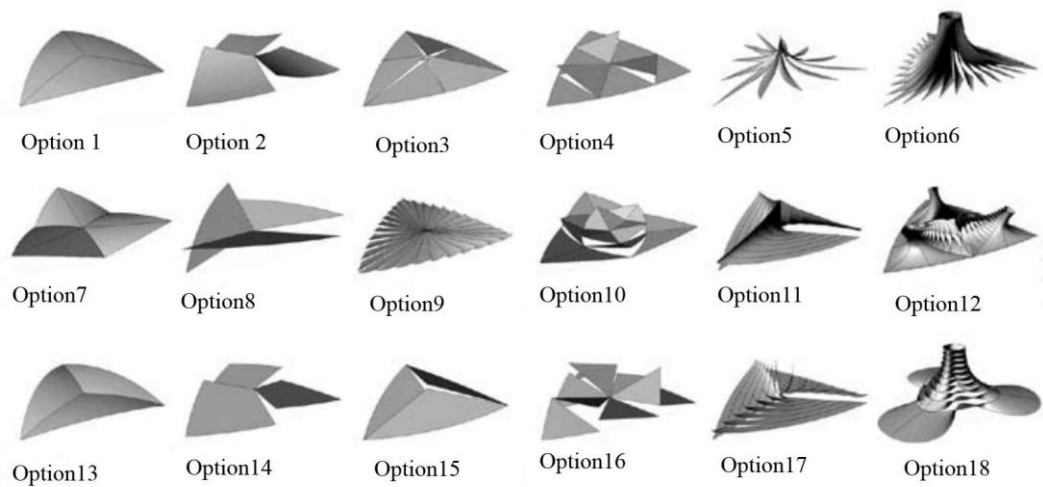 Option 1
Option 2
Option3
Option4
Option5
Option6
Option7
Option8
Option9
Option10
Option11
Option12
Option13
Option14
Option15
Option16
Option17
Option18